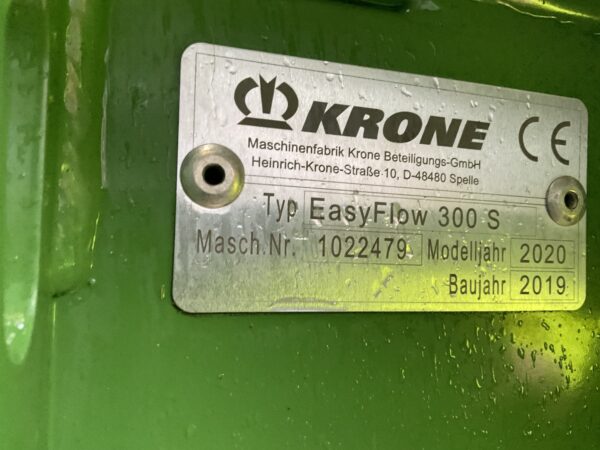 KRONE
CE
Maschinenfabrik Krone Beteiligungs-GmbH
Heinrich-Krone-Straße 10, D-48480 Spelle
Typ EasyFlow 300 S
Masch.Nr. 1022479 Modelljahr 2020
Baujahr 2019